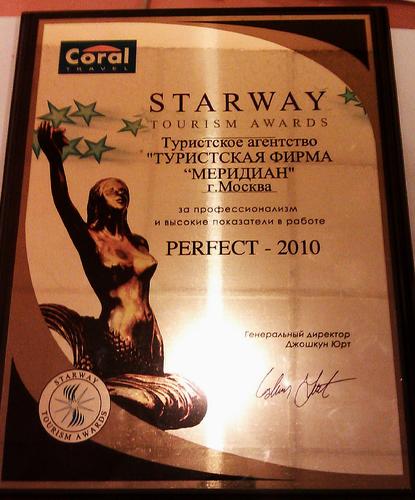 Coral
TRAVEL
STARWAY
TOURISM AWARDS
Туристское агентство
"ТУРИСТСКАЯ ФИРМА
“МЕРИДИАН"
г.Москва
за профессионализм
и высокие показатели в работе
PERFECT - 2010
Генеральный директор
Джошкун Юрт
STARWAY
TOURISM AWARDS